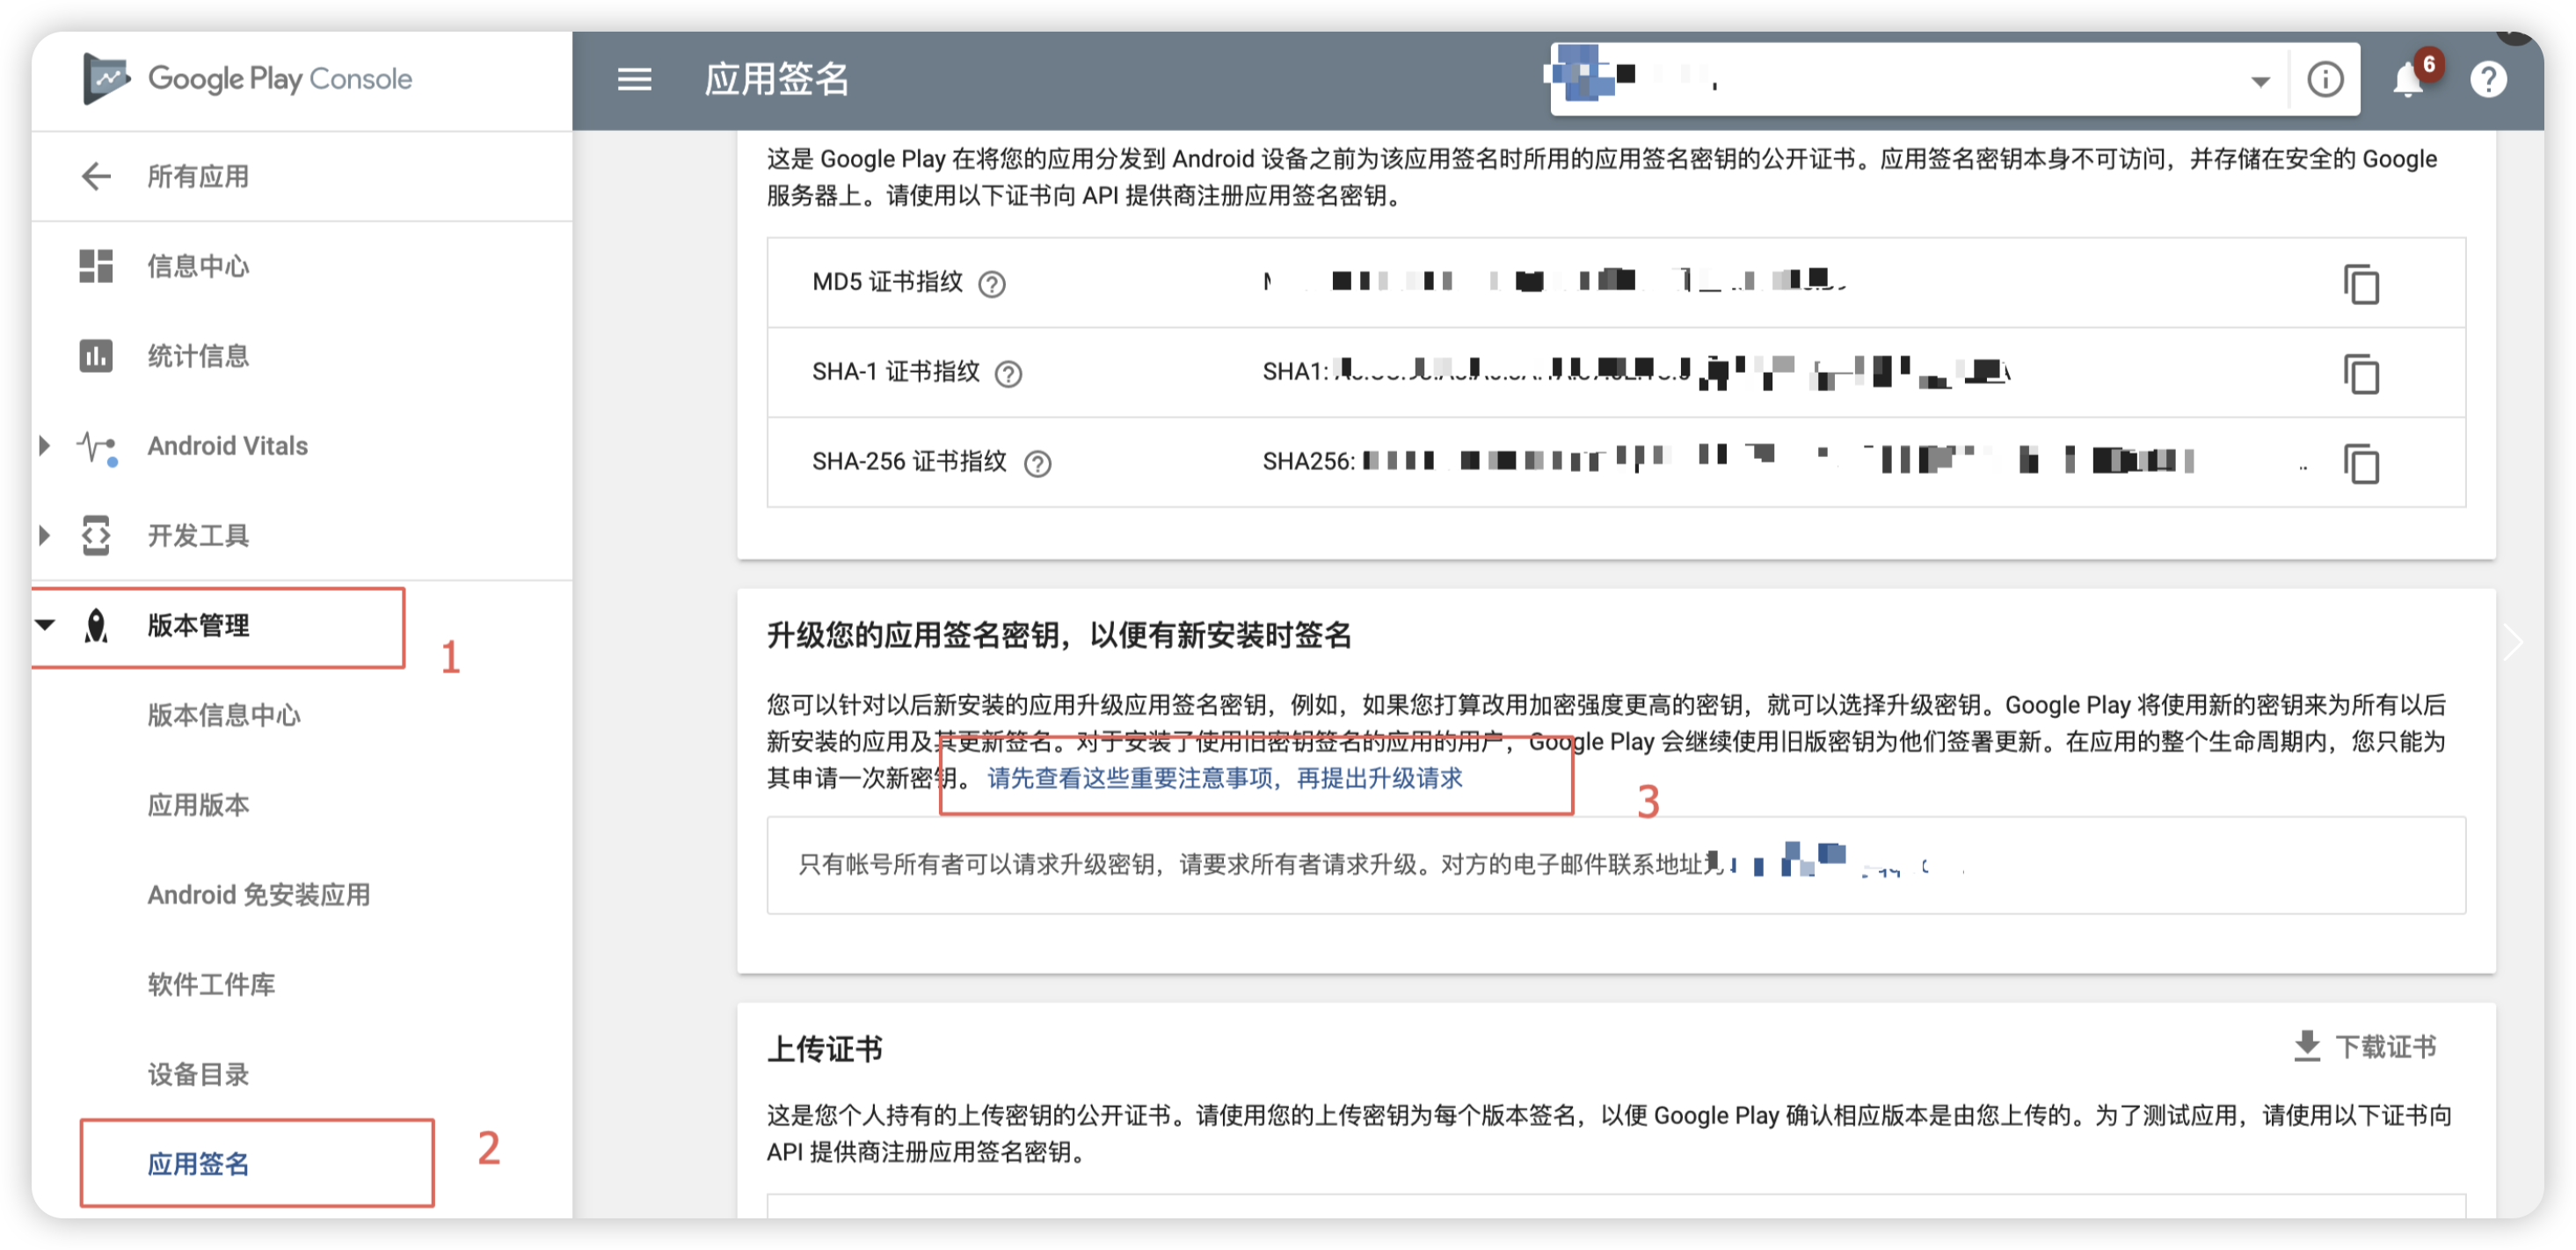 Google Play Console
应用签名
6
所有应用
信息中心
统计信息
Android Vitals
开发工具
版本管理
1
版本信息中心
应用版本
Android 免安装应用
软件工件库
设备目录
应用签名
2
这是 Google Play 在将您的应用分发到 Android 设备之前为该应用签名时所用的应用签名密钥的公开证书。应用签名密钥本身不可访问，并存储在安全的 Google
服务器上。请使用以下证书向 API 提供商注册应用签名密钥。
MD5 证书指纹
SHA-1 证书指纹 SHA1:
SHA-256 证书指纹 SHA256:
升级您的应用签名密钥，以便有新安装时签名
您可以针对以后新安装的应用升级应用签名密钥，例如，如果您打算改用加密强度更高的密钥，就可以选择升级密钥。Google Play 将使用新的密钥来为所有以后
新安装的应用及其更新签名。对于安装了使用旧密钥签名的应用的用户，Google Play 会继续使用旧版密钥为他们签署更新。在应用的整个生命周期内，您只能为
其申请一次新密钥。 请先查看这些重要注意事项，再提出升级请求
3
只有帐号所有者可以请求升级密钥，请要求所有者请求升级。对方的电子邮件联系地址为
上传证书
下载证书
这是您个人持有的上传密钥的公开证书。请使用您的上传密钥为每个版本签名，以便 Google Play 确认相应版本是由您上传的。为了测试应用，请使用以下证书向
API 提供商注册应用签名密钥。